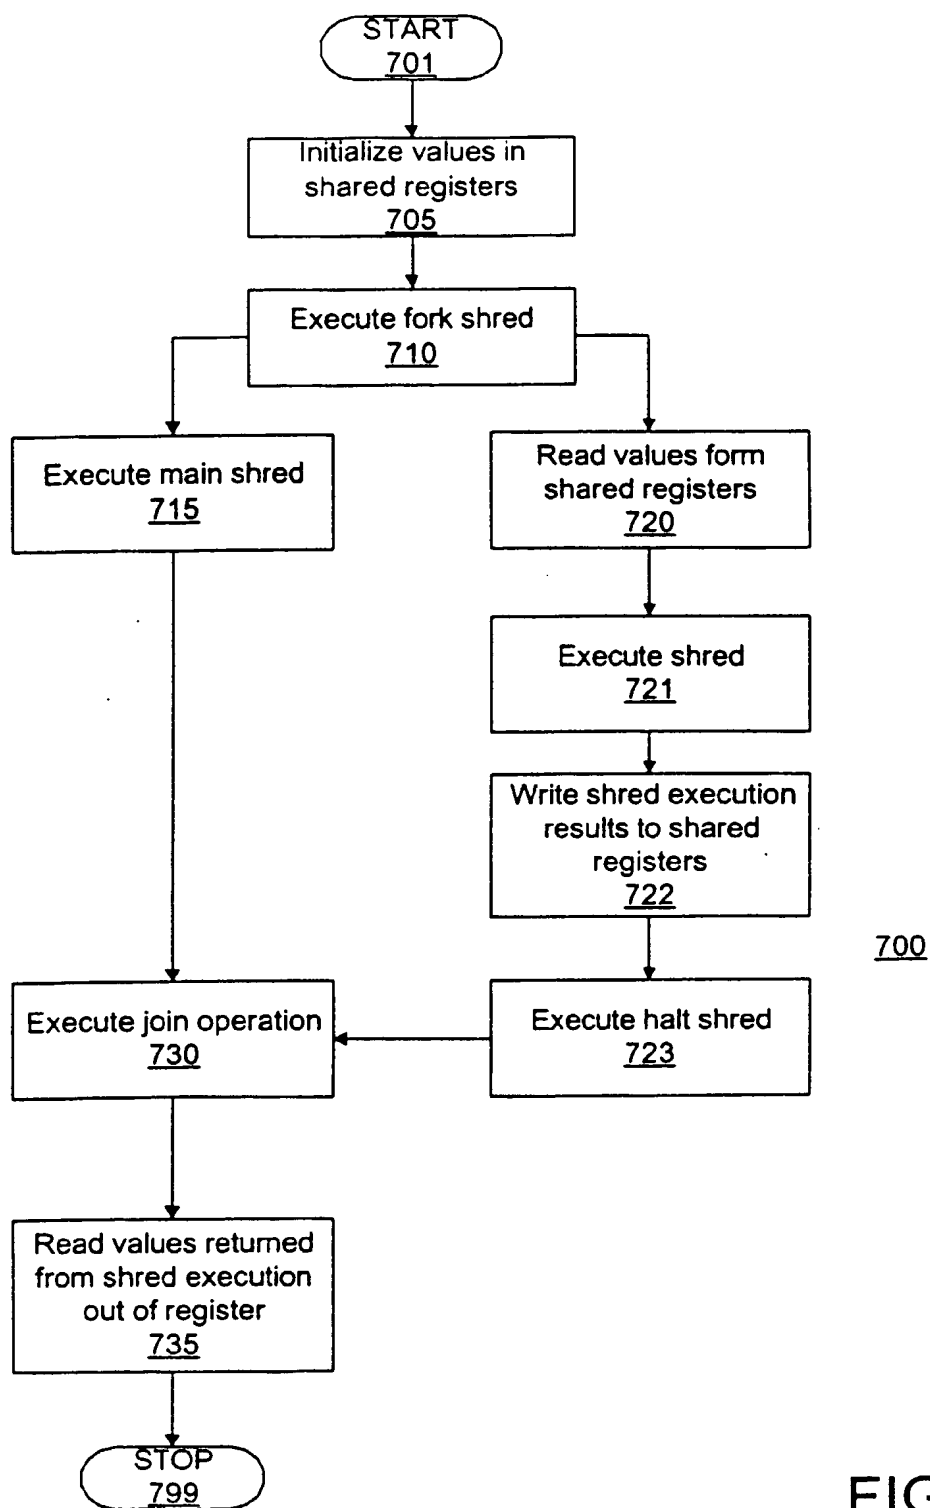 START
701
Initialize values in
shared registers
705
Execute fork shred
710
Execute main shred
715
Read values form
shared registers
720
Execute shred
721
Write shred execution
results to shared
registers
722
700
Execute join operation
730
Execute halt shred
723
Read values returned
from shred execution
out of register
735
STOP
799
FIG